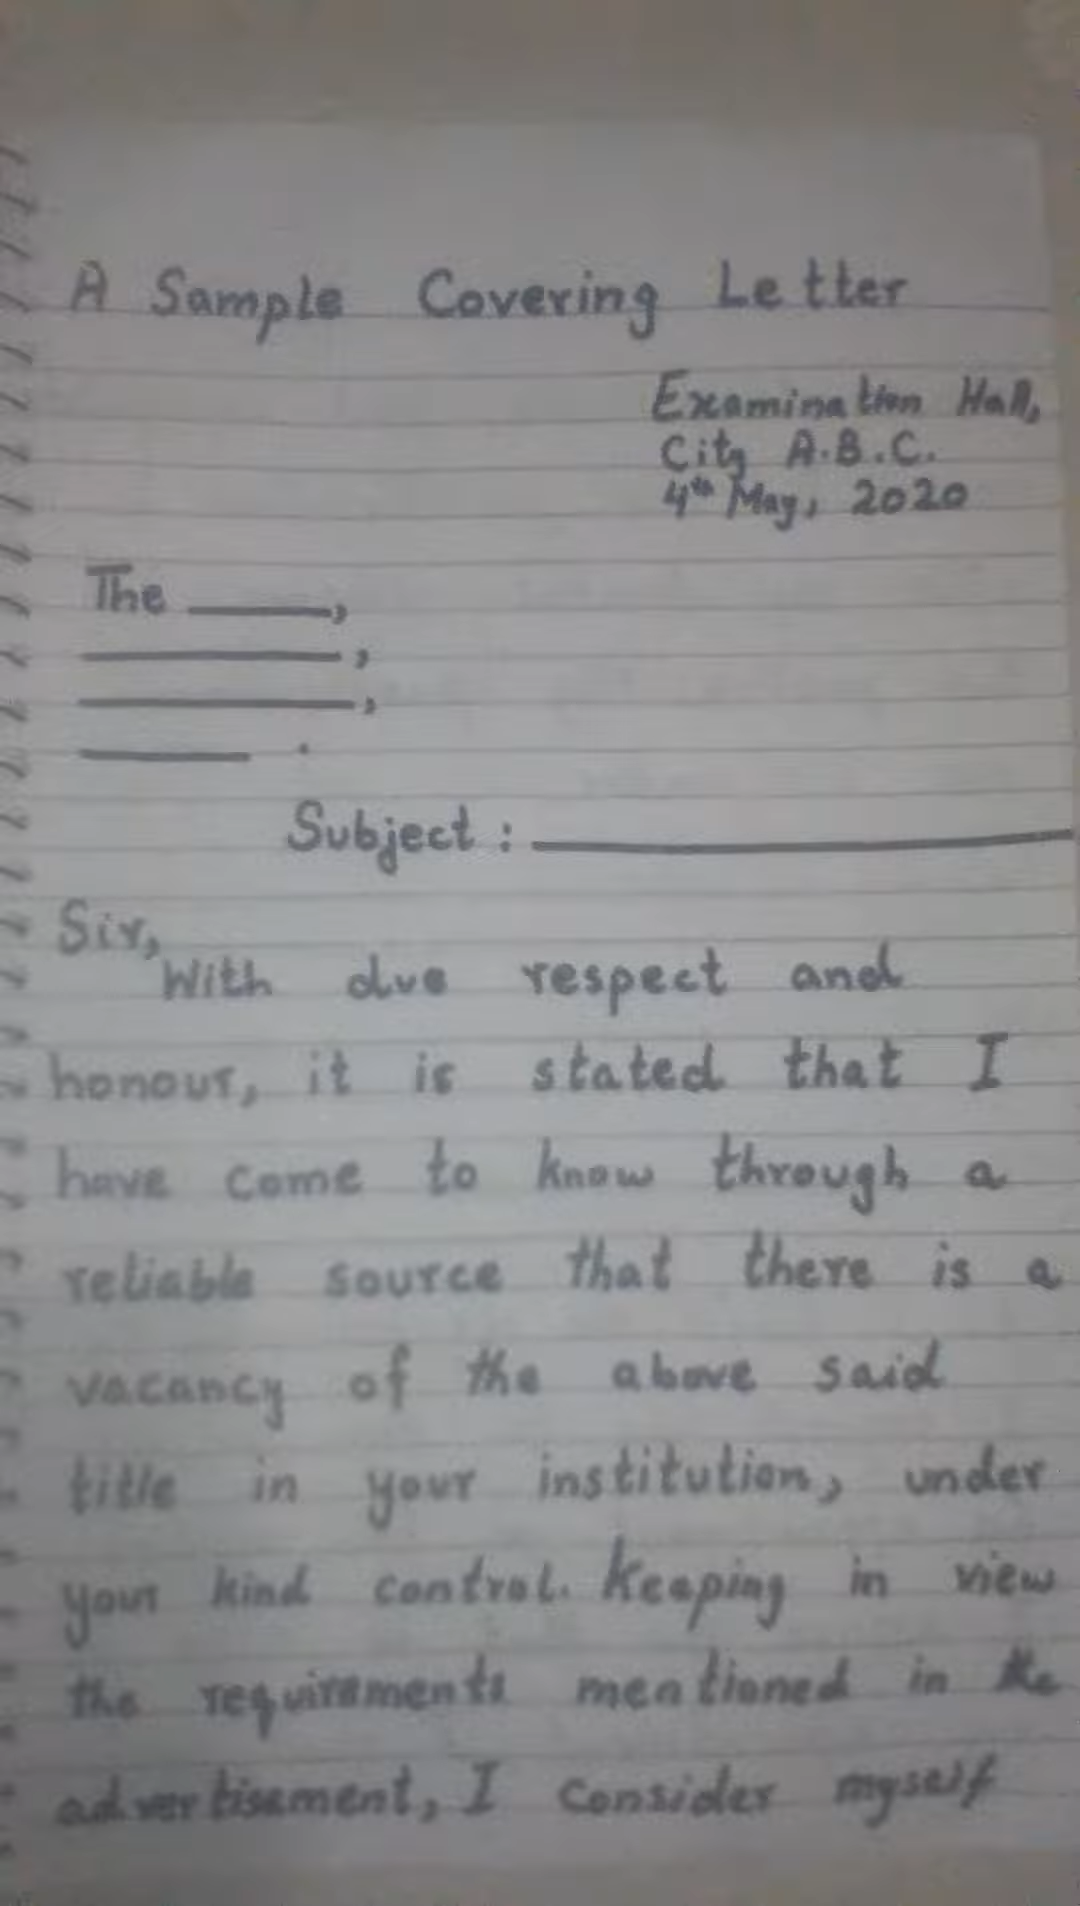 A Sample Covering Letter
Examination Hall,
City A.B.C.
4th May, 2020
The ______,
__________,
__________,
______ .
Subject : ____________________
Sir,
With due respect and
honour, it is stated that I
have come to know through a
reliable source that there is a
vacancy of the above said
title in your institution, under
your kind control. Keeping in view
the requirements mentioned in the
advertisement, I consider myself